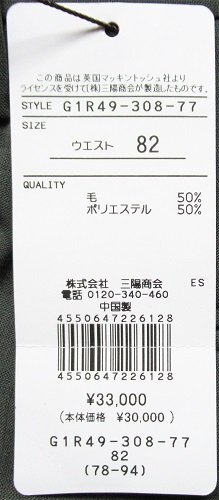 この商品は英国マッキントッシュ社より
ライセンスを受けて(株)三陽商会が製造したものです。
STYLE G1R49-308-77
SIZE
ウエスト 82
QUALITY
毛 50%
ポリエステル 50%
株式会社 三陽商会 ES
電話 0120-340-460
中国製
4550647226128
4550647226128
¥33,000
(本体価格 ¥30,000)
G1R49-308-77
82
(78-94)